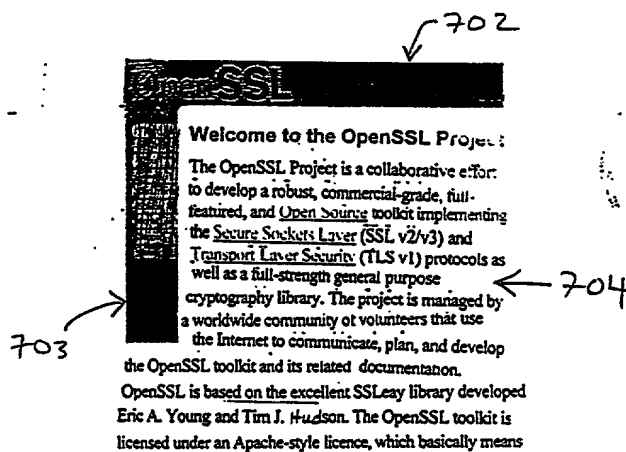 702
OpenSSL
Welcome to the OpenSSL Project
The OpenSSL Project is a collaborative effort
to develop a robust, commercial-grade, full-
featured, and Open Source toolkit implementing
the Secure Sockets Layer (SSL v2/v3) and
Transport Layer Security (TLS v1) protocols as
well as a full-strength general purpose
cryptography library. The project is managed by
a worldwide community of volunteers that use
the Internet to communicate, plan, and develop
the OpenSSL toolkit and its related documentation.
OpenSSL is based on the excellent SSLeay library developed
Eric A. Young and Tim J. Hudson. The OpenSSL toolkit is
licensed under an Apache-style licence, which basically means
704
703